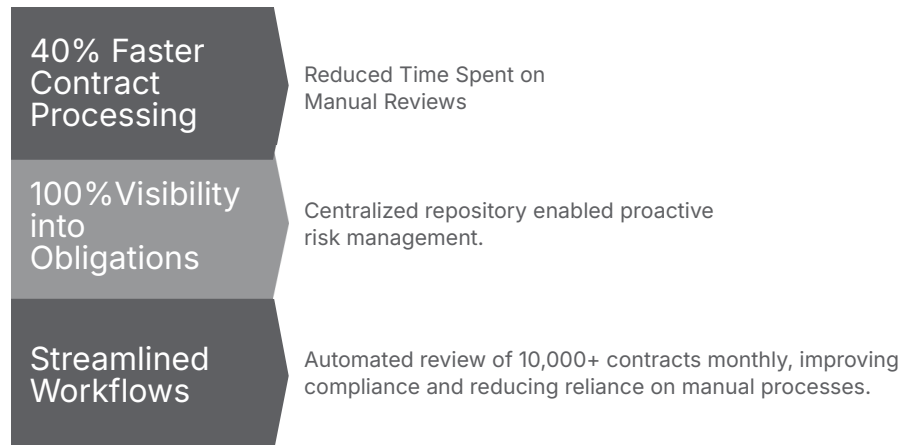 40% Faster
Contract
Processing
Reduced Time Spent on
Manual Reviews
100%Visibility
into
Obligations
Centralized repository enabled proactive
risk management.
Streamlined
Workflows
Automated review of 10,000+ contracts monthly, improving
compliance and reducing reliance on manual processes.